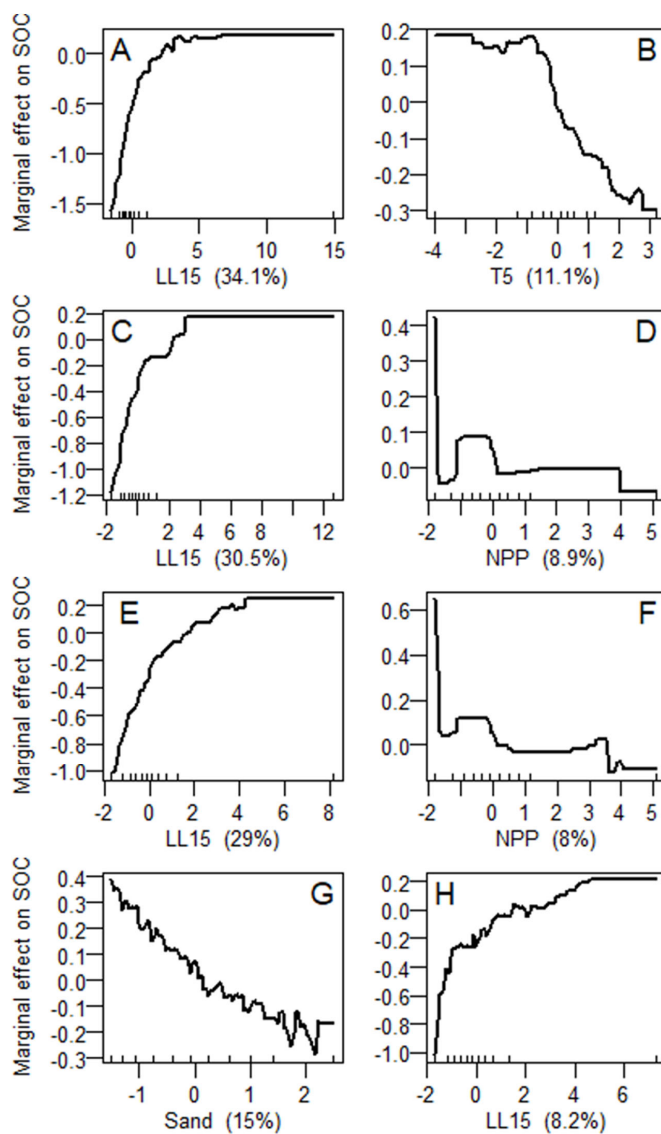 Marginal effect on SOC
A
0.0
-0.5
-1.0
-1.5
0 5 10 15
LL15 (34.1%)
B
0.2
0.1
0.0
-0.1
-0.2
-0.3
-4 -2 0 1 2 3
T5 (11.1%)
Marginal effect on SOC
C
0.2
0.0
-0.2
-0.4
-0.6
-0.8
-1.0
-1.2
-2 0 2 4 8 12
LL15 (30.5%)
D
0.4
0.3
0.2
0.1
0.0
-2 0 1 2 3 4 5
NPP (8.9%)
Marginal effect on SOC
E
0.2
0.0
-0.2
-0.4
-0.6
-0.8
-1.0
-2 0 2 4 6 8
LL15 (29%)
F
0.6
0.4
0.2
0.0
-2 0 1 2 3 4 5
NPP (8%)
Marginal effect on SOC
G
0.4
0.3
0.2
0.1
0.0
-0.1
-0.2
-0.3
-1 0 1 2
Sand (15%)
H
0.2
0.0
-0.2
-0.4
-0.6
-0.8
-1.0
-2 0 2 4 6
LL15 (8.2%)